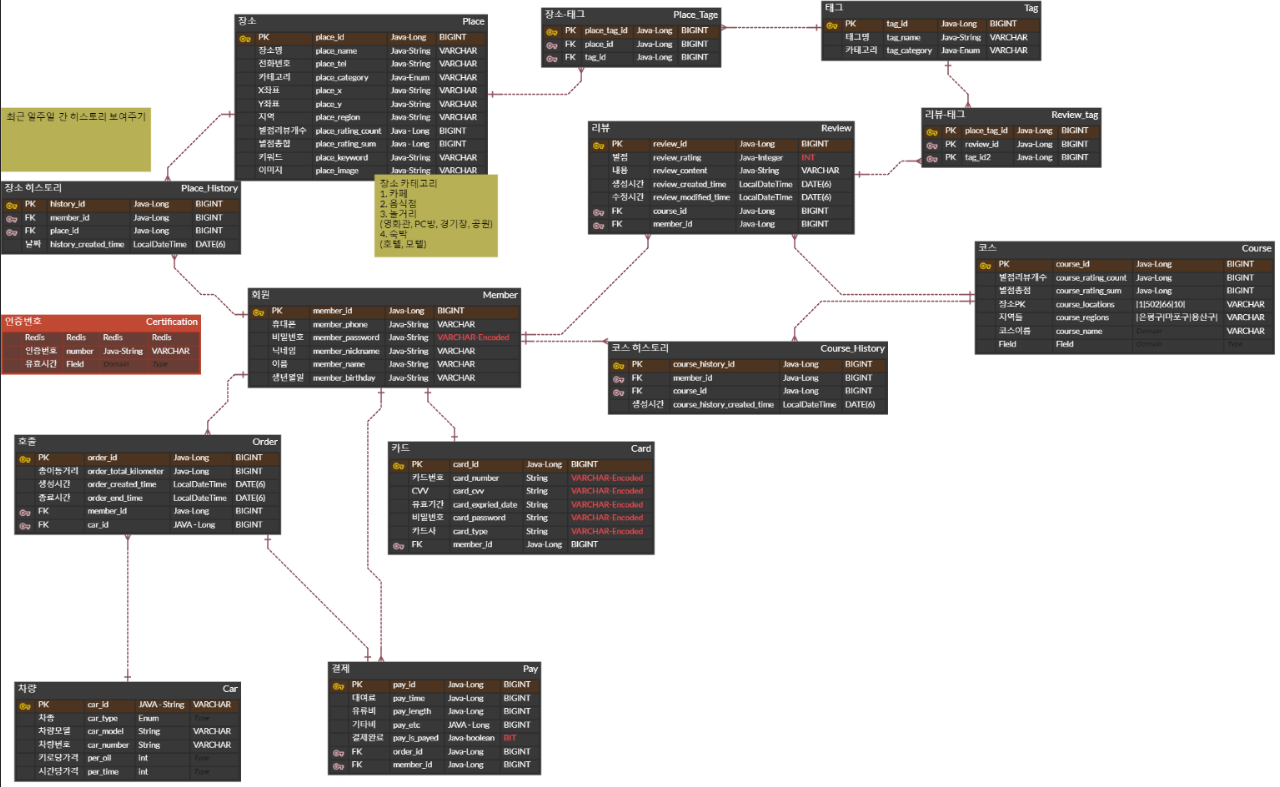 장소 Place
PK place_id Java-Long BIGINT
장소명 place_name Java-String VARCHAR
전화번호 place_tel Java-String VARCHAR
카테고리 place_category Java-Enum VARCHAR
X좌표 place_x Java-String VARCHAR
Y좌표 place_y Java-String VARCHAR
지역 place_region Java-String VARCHAR
별점리뷰개수 place_rating_count Java - Long BIGINT
별점총합 place_rating_sum Java - Long BIGINT
키워드 place_keyword Java-String VARCHAR
이미지 place_image Java-String VARCHAR
장소-태그 Place_Tage
PK place_tag_id Java-Long BIGINT
FK place_id Java-Long BIGINT
FK tag_id Java-Long BIGINT
태그 Tag
PK tag_id Java-Long BIGINT
태그명 tag_name Java-String VARCHAR
카테고리 tag_category Java-Enum VARCHAR
최근 일주일 간 히스토리 보여주기
리뷰-태그 Review_tag
PK place_tag_id Java-Long BIGINT
PK review_id Java-Long BIGINT
PK tag_id2 Java-Long BIGINT
리뷰 Review
PK review_id Java-Long BIGINT
별점 review_rating Java-Integer INT
내용 review_content Java-String VARCHAR
생성시간 review_created_time LocalDateTime DATE(6)
수정시간 review_modified_time LocalDateTime DATE(6)
FK course_id Java-Long BIGINT
FK member_id Java-Long BIGINT
장소 히스토리 Place_History
PK history_id Java-Long BIGINT
FK member_id Java-Long BIGINT
FK place_id Java-Long BIGINT
날짜 history_created_time LocalDateTime DATE(6)
장소 카테고리
1. 카페
2. 음식점
3. 놀거리
(영화관, PC방, 경기장, 공원)
4. 숙박
(호텔, 모텔)
코스 Course
PK course_id Java-Long BIGINT
별점리뷰개수 course_rating_count Java-Long BIGINT
별점총점 course_rating_sum Java-Long BIGINT
장소PK course_locations |1|502|66|10| VARCHAR
지역들 course_regions |은평구|마포구|용산구| VARCHAR
코스이름 course_name Domain VARCHAR
Field Field Domain Type
회원 Member
PK member_id Java-Long BIGINT
휴대폰 member_phone Java-String VARCHAR
비밀번호 member_password Java-String VARCHAR-Encoded
닉네임 member_nickname Java-String VARCHAR
이름 member_name Java-String VARCHAR
생년월일 member_birthday Java-String VARCHAR
인증번호 Certification
Redis Redis Redis Redis
인증번호 number Java-String VARCHAR
유효시간 Field Domain Type
코스 히스토리 Course_History
PK course_history_id Java-Long BIGINT
FK member_id Java-Long BIGINT
FK course_id Java-Long BIGINT
생성시간 course_history_created_time LocalDateTime DATE(6)
호출 Order
PK order_id Java-Long BIGINT
총이동거리 order_total_kilometer Java-Long BIGINT
생성시간 order_created_time LocalDateTime DATE(6)
종료시간 order_end_time LocalDateTime DATE(6)
FK member_id Java-Long BIGINT
FK car_id JAVA - Long BIGINT
카드 Card
PK card_id Java-Long BIGINT
카드번호 card_number String VARCHAR-Encoded
CVV card_cvv String VARCHAR-Encoded
유효기간 card_expried_date String VARCHAR-Encoded
비밀번호 card_password String VARCHAR-Encoded
카드사 card_type String VARCHAR-Encoded
FK member_id Java-Long BIGINT
차량 Car
PK car_id JAVA - String VARCHAR
차종 car_type Enum Type
차량모델 car_model String VARCHAR
차량번호 car_number String VARCHAR
키로당가격 per_oil int Type
시간당가격 per_time int Type
결제 Pay
PK pay_id Java-Long BIGINT
대여료 pay_time Java-Long BIGINT
유류비 pay_length Java-Long BIGINT
기타비 pay_etc JAVA - Long BIGINT
결제완료 pay_is_payed Java-boolean BIT
FK order_id Java-Long BIGINT
FK member_id Java-Long BIGINT